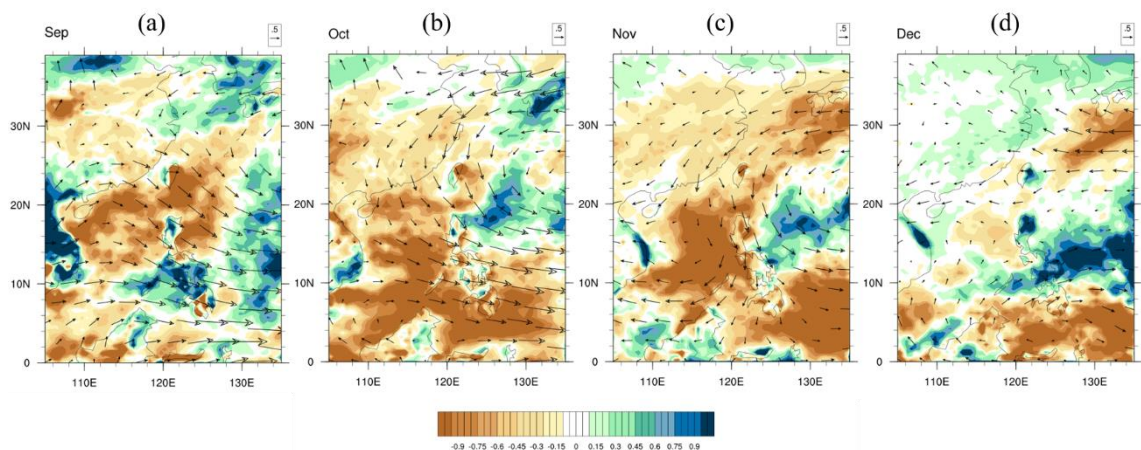 (a)
(b)
(c)
(d)
Sep
.5
Oct
.5
Nov
.5
Dec
.5
30N
20N
10N
0
30N
20N
10N
0
30N
20N
10N
0
30N
20N
10N
0
110E 120E 130E
110E 120E 130E
110E 120E 130E
110E 120E 130E
-0.9 -0.75 -0.6 -0.45 -0.3 -0.15 0 0.15 0.3 0.45 0.6 0.75 0.9